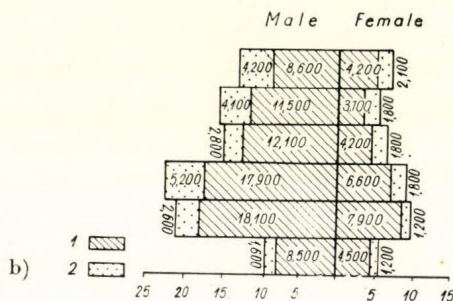 Male Female
4,200 8,600 4,200 2,100
4,100 11,500 3,100 1,800
2,800 12,100 4,200 1,800
5,200 17,900 6,600 1,800
2,600 18,100 7,900 1,200
1,600 8,500 4,500 1,200
1
2
b)
25 20 15 10 5 5 10 15